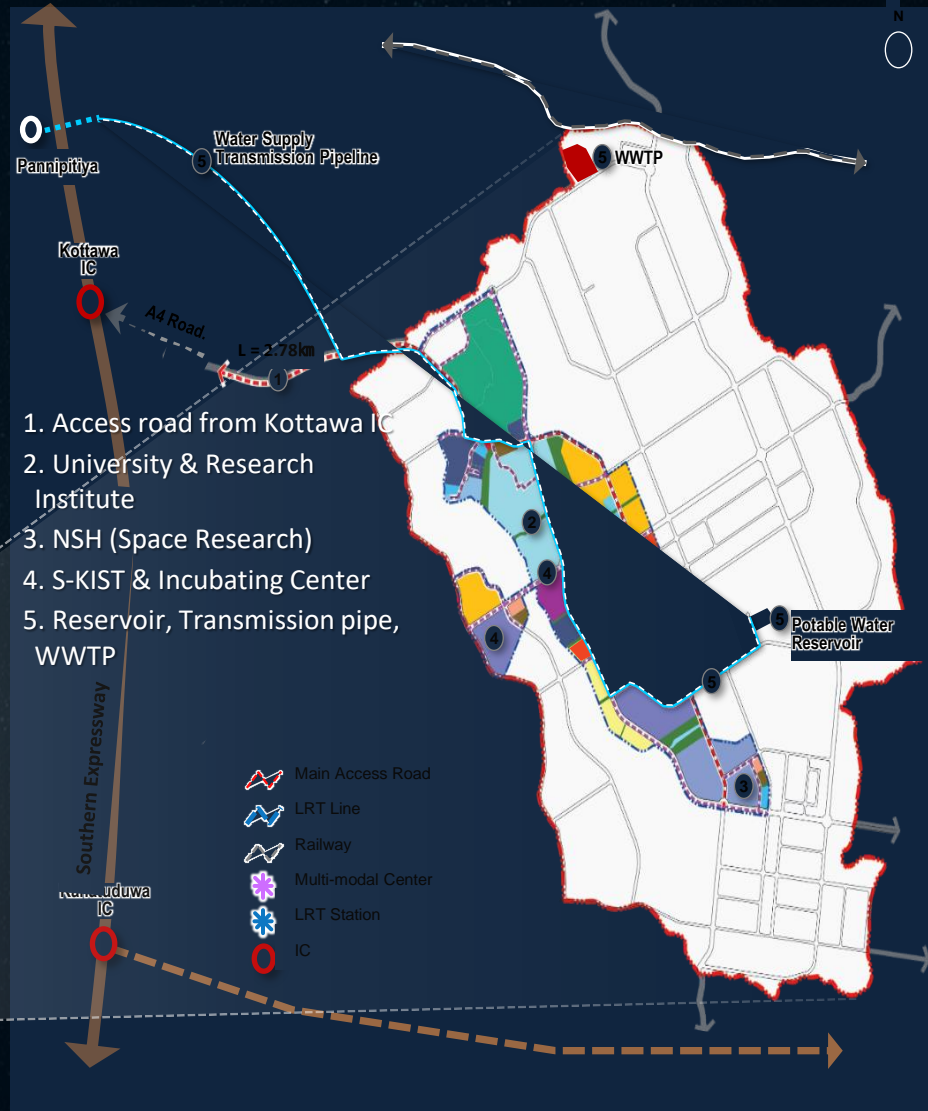 N
Water Supply
Transmission Pipeline
5
5
WWTP
Pannipitiya
Kottawa
IC
A4 Road.
L = 2.78km
1
1. Access road from Kottawa IC
2. University & Research
Institute
3. NSH (Space Research)
4. S-KIST & Incubating Center
5. Reservoir, Transmission pipe,
WWTP
2
4
4
5
Potable Water
Reservoir
5
3
Southern Expressway
Main Access Road
LRT Line
Railway
Multi-modal Center
LRT Station
IC
IC